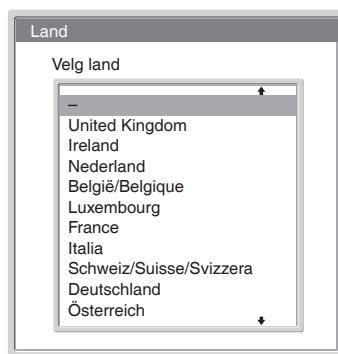 Land
Velg land
–
United Kingdom
Ireland
Nederland
België/Belgique
Luxembourg
France
Italia
Schweiz/Suisse/Svizzera
Deutschland
Österreich